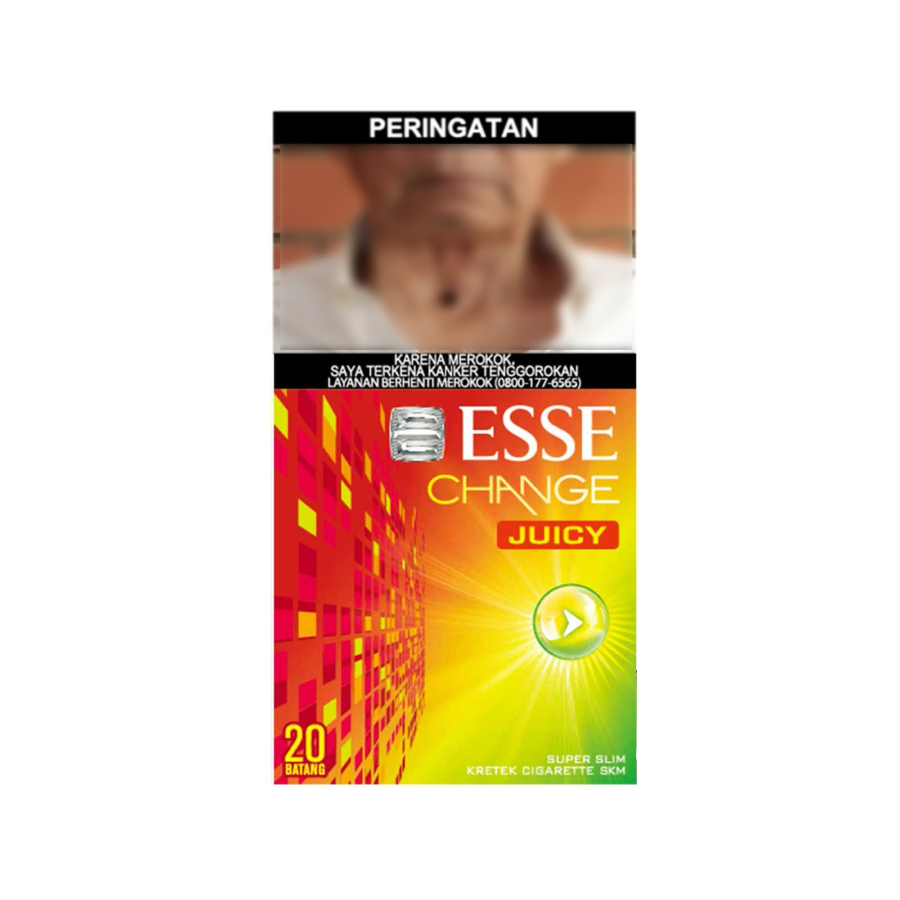 PERINGATAN
KARENA MEROKOK,
SAYA TERKENA KANKER TENGGOROKAN
LAYANAN BERHENTI MEROKOK (0800-177-6565)
ESSE
CHANGE
JUICY
20
BATANG
SUPER SLIM
KRETEK CIGARETTE SKM